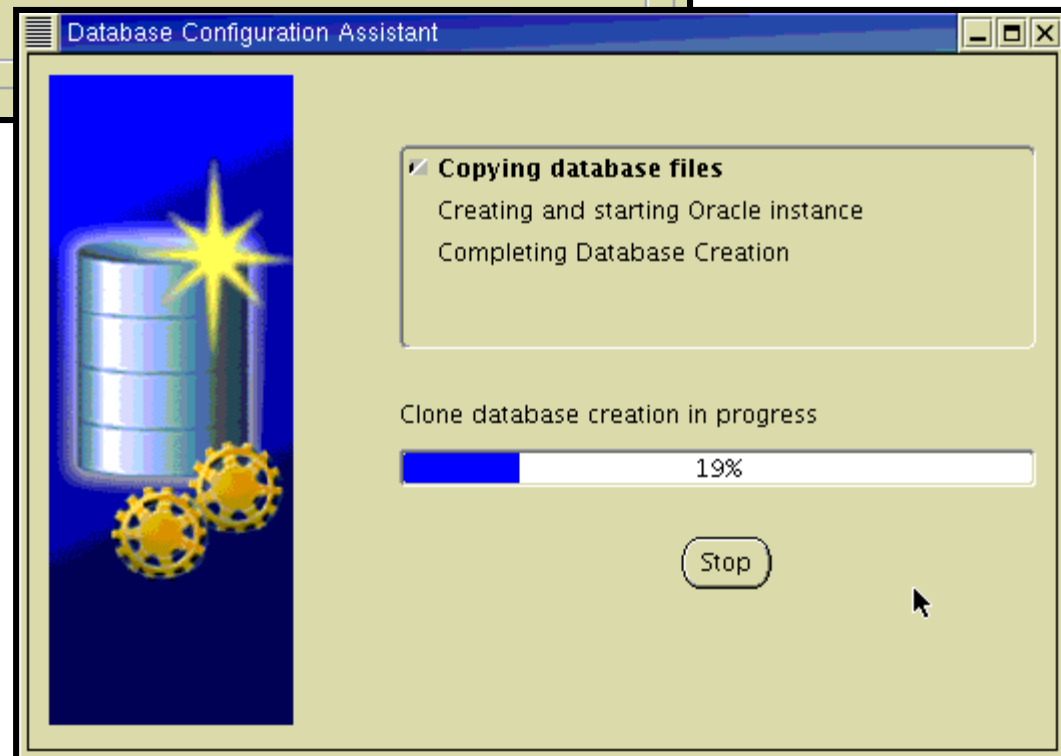 Database Configuration Assistant
Copying database files
Creating and starting Oracle instance
Completing Database Creation
Clone database creation in progress
19%
Stop